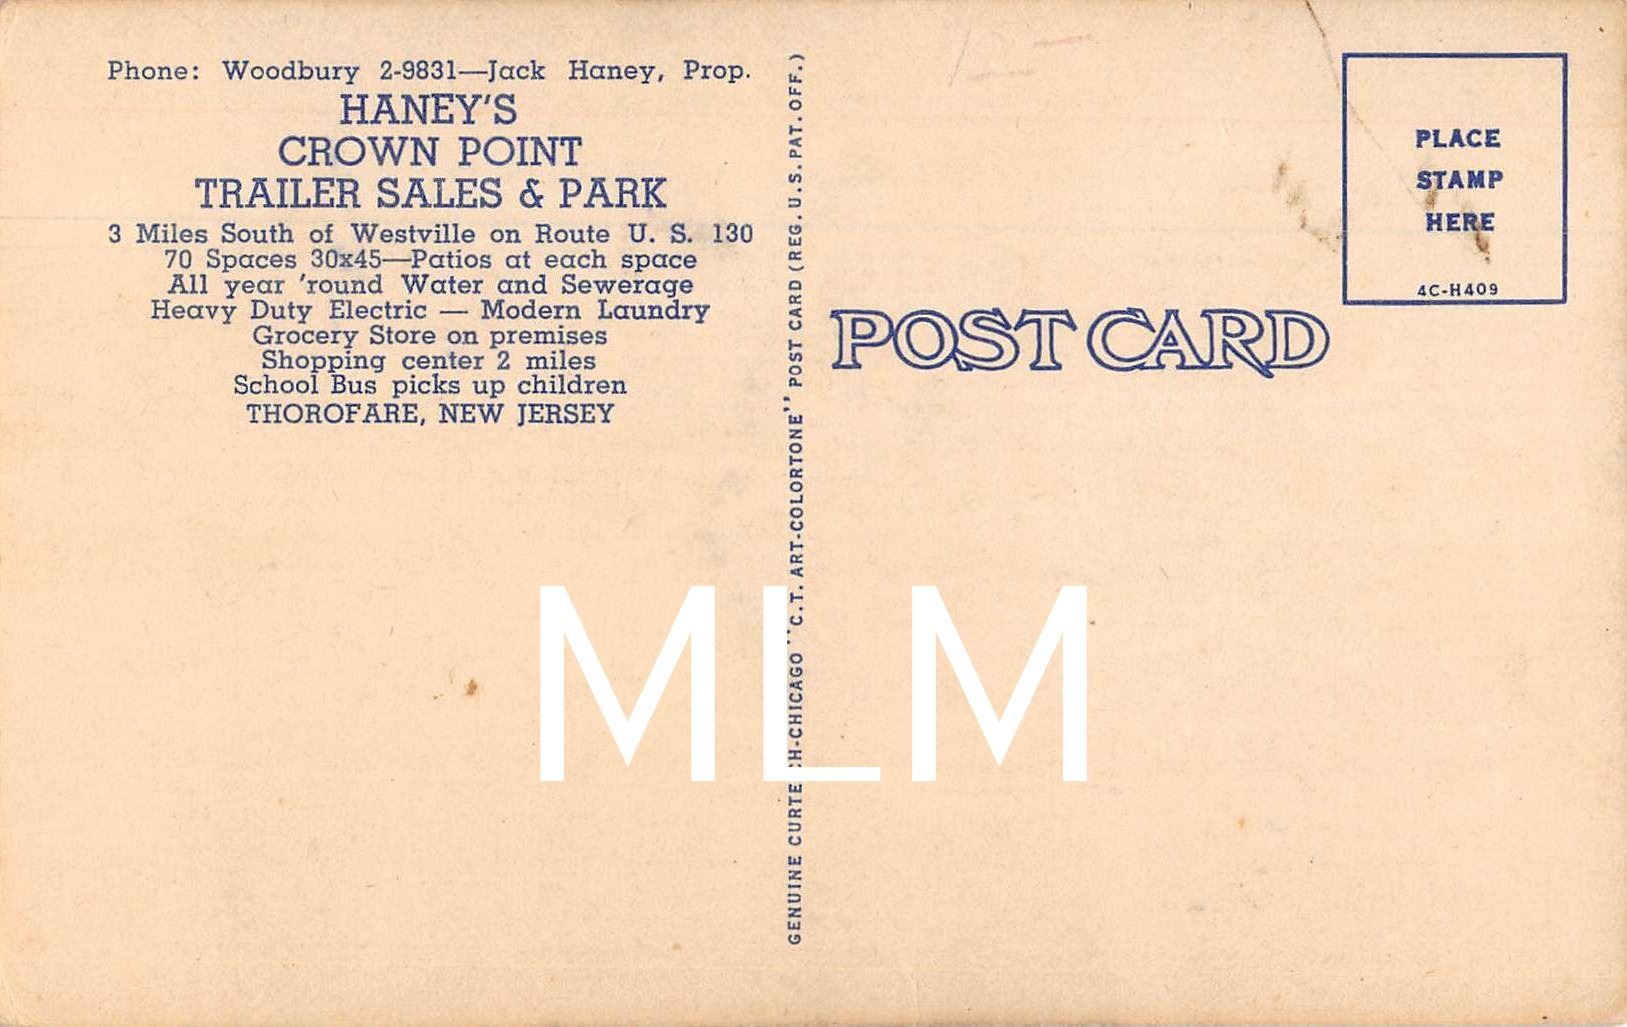 Phone: Woodbury 2-9831—Jack Haney, Prop.
HANEY'S
CROWN POINT
TRAILER SALES & PARK
3 Miles South of Westville on Route U. S. 130
70 Spaces 30x45—Patios at each space
All year 'round Water and Sewerage
Heavy Duty Electric — Modern Laundry
Grocery Store on premises
Shopping center 2 miles
School Bus picks up children
THOROFARE, NEW JERSEY
GENUINE CURTEICH-CHICAGO "C.T. ART-COLORTONE" POST CARD (REG. U.S. PAT. OFF.)
POST CARD
PLACE
STAMP
HERE
4C-H409
MLM